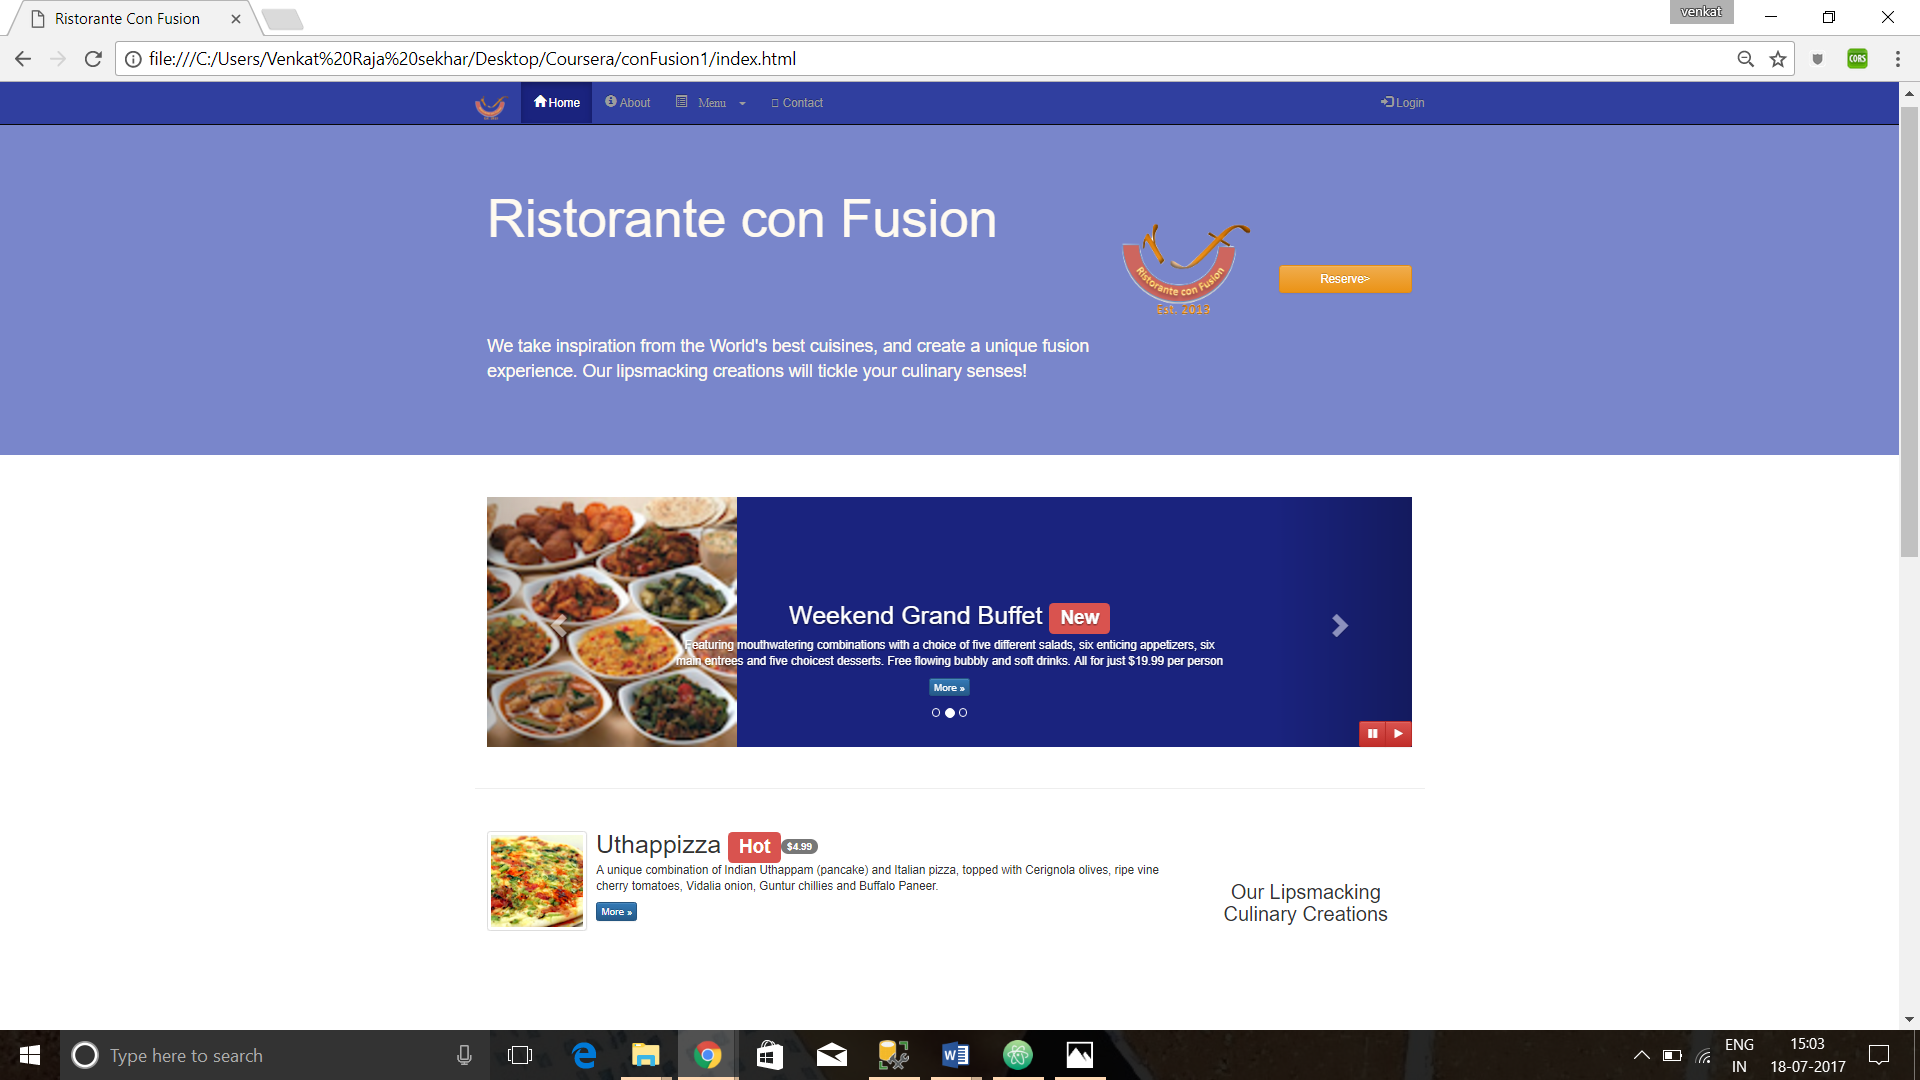 Ristorante Con Fusion
venkat
file:///C:/Users/Venkat%20Raja%20sekhar/Desktop/Coursera/conFusion1/index.html
CORS
Home About Menu Contact Login
Ristorante con Fusion
Ristorante con Fusion
Est. 2013
Reserve>
We take inspiration from the World's best cuisines, and create a unique fusion
experience. Our lipsmacking creations will tickle your culinary senses!
Weekend Grand Buffet New
Featuring mouthwatering combinations with a choice of five different salads, six enticing appetizers, six
main entrees and five choicest desserts. Free flowing bubbly and soft drinks. All for just $19.99 per person
More »
Uthappizza Hot $4.99
A unique combination of Indian Uthappam (pancake) and Italian pizza, topped with Cerignola olives, ripe vine
cherry tomatoes, Vidalia onion, Guntur chillies and Buffalo Paneer.
More »
Our Lipsmacking
Culinary Creations
Type here to search
ENG
IN
15:03
18-07-2017